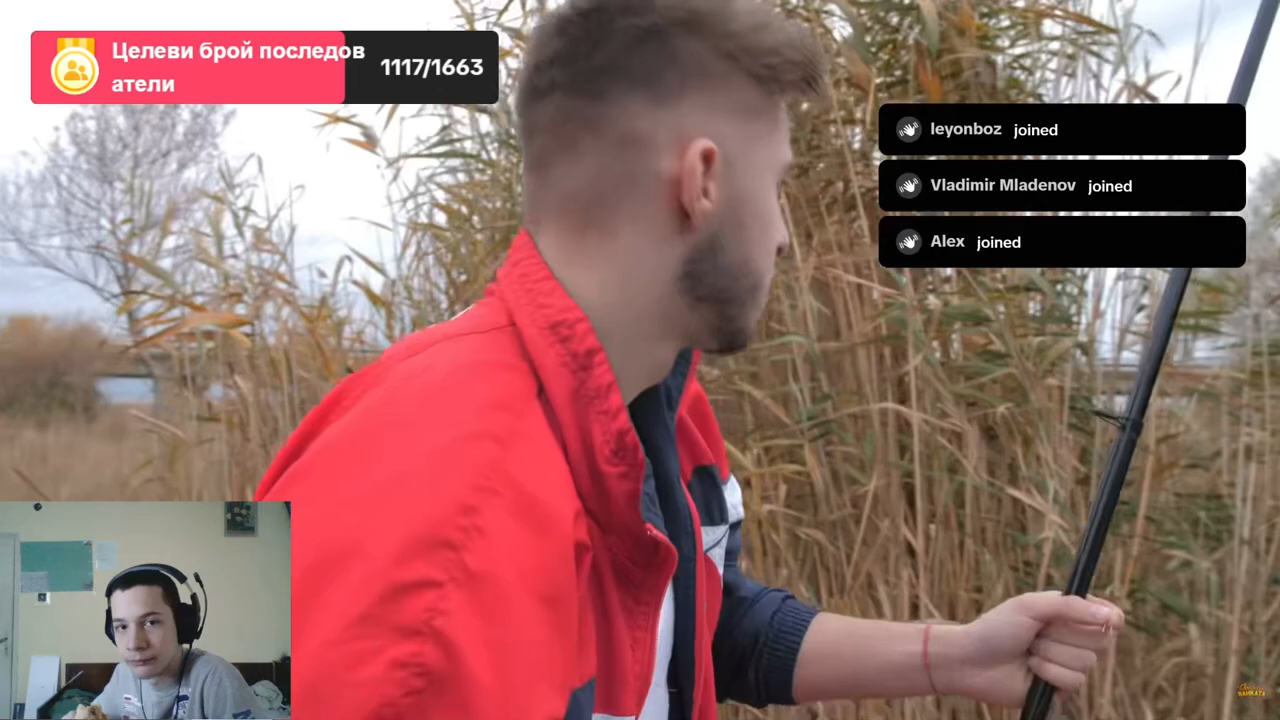 Целеви брой последов
атели
1117/1663
leyonboz joined
Vladimir Mladenov joined
Alex joined